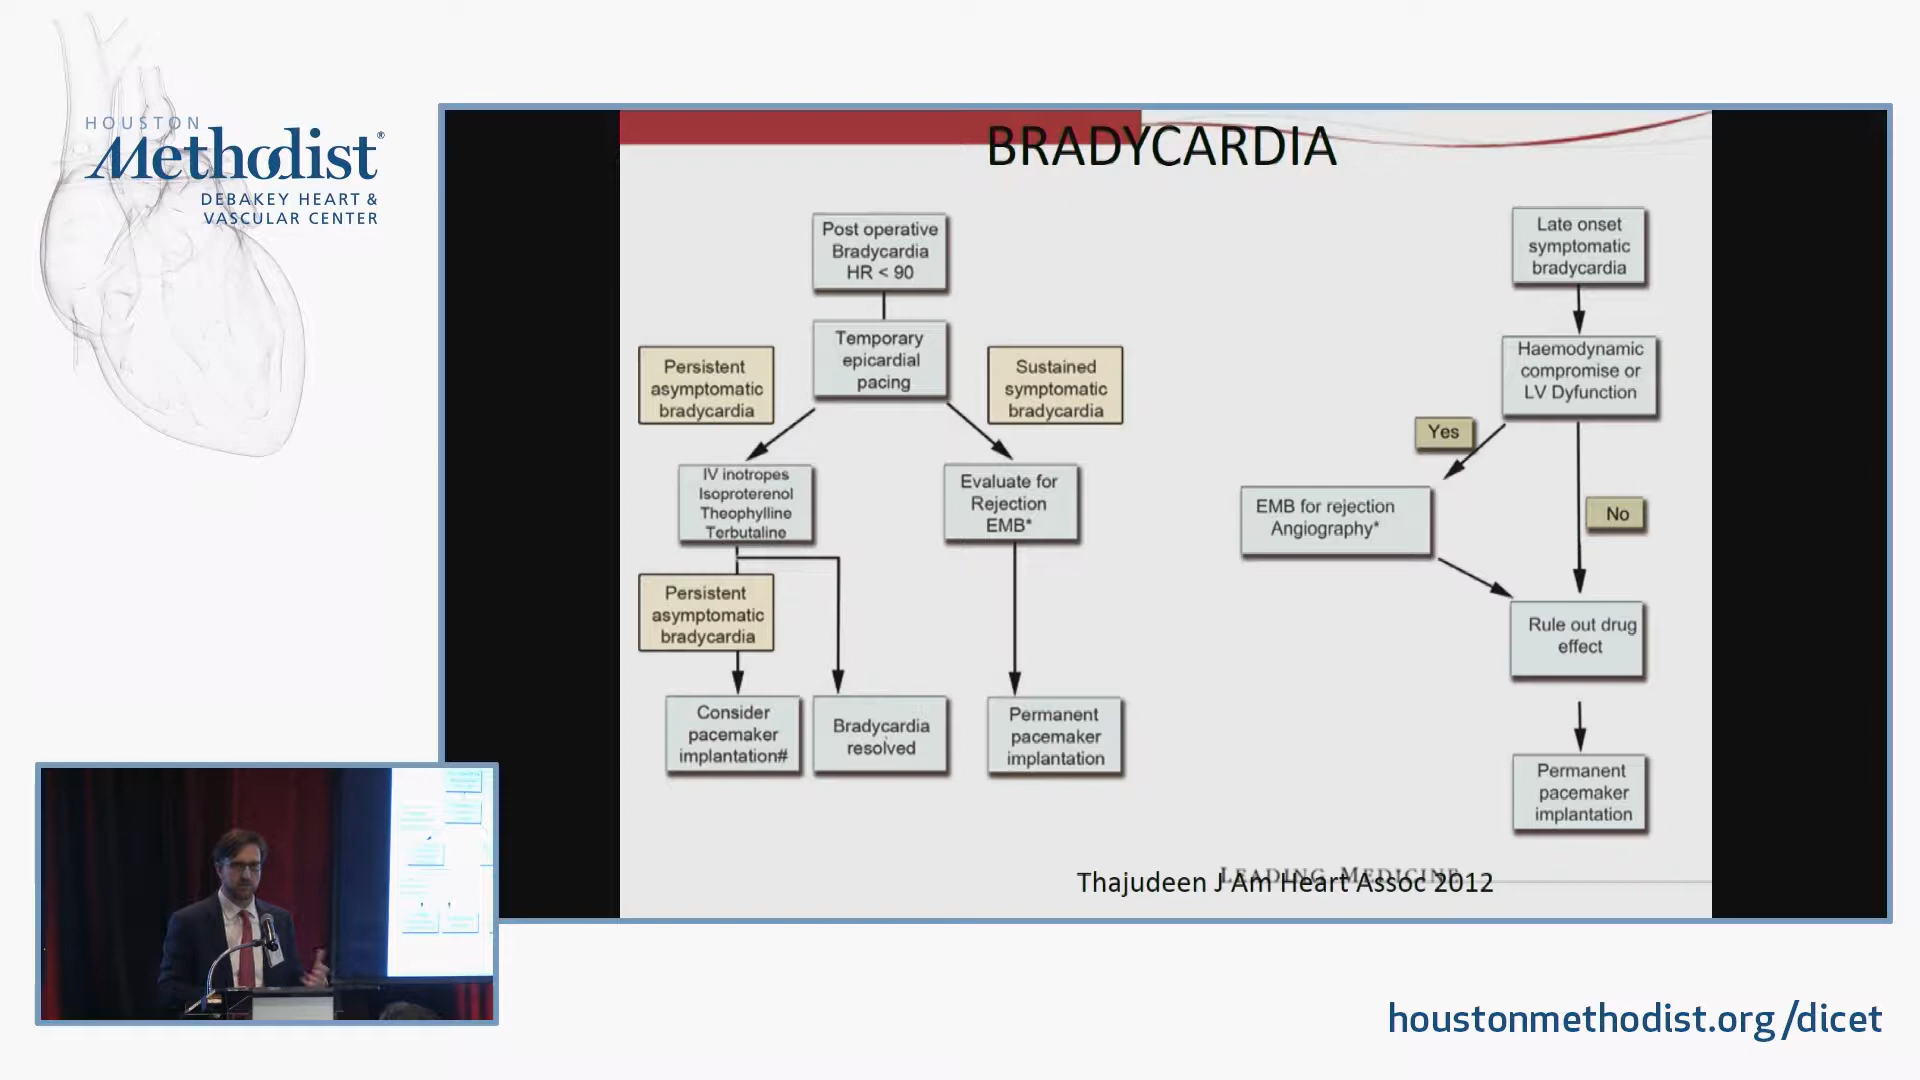 HOUSTON
Methodist®
DEBAKEY HEART &
VASCULAR CENTER
BRADYCARDIA
Post operative
Bradycardia
HR < 90
Temporary
epicardial
pacing
Persistent
asymptomatic
bradycardia
Sustained
symptomatic
bradycardia
IV inotropes
Isoproterenol
Theophylline
Terbutaline
Evaluate for
Rejection
EMB*
Persistent
asymptomatic
bradycardia
Consider
pacemaker
implantation#
Bradycardia
resolved
Permanent
pacemaker
implantation
Late onset
symptomatic
bradycardia
Haemodynamic
compromise or
LV Dyfunction
Yes
No
EMB for rejection
Angiography*
Rule out drug
effect
Permanent
pacemaker
implantation
LEADING MEDICINE
Thajudeen J Am Heart Assoc 2012
houstonmethodist.org/dicet